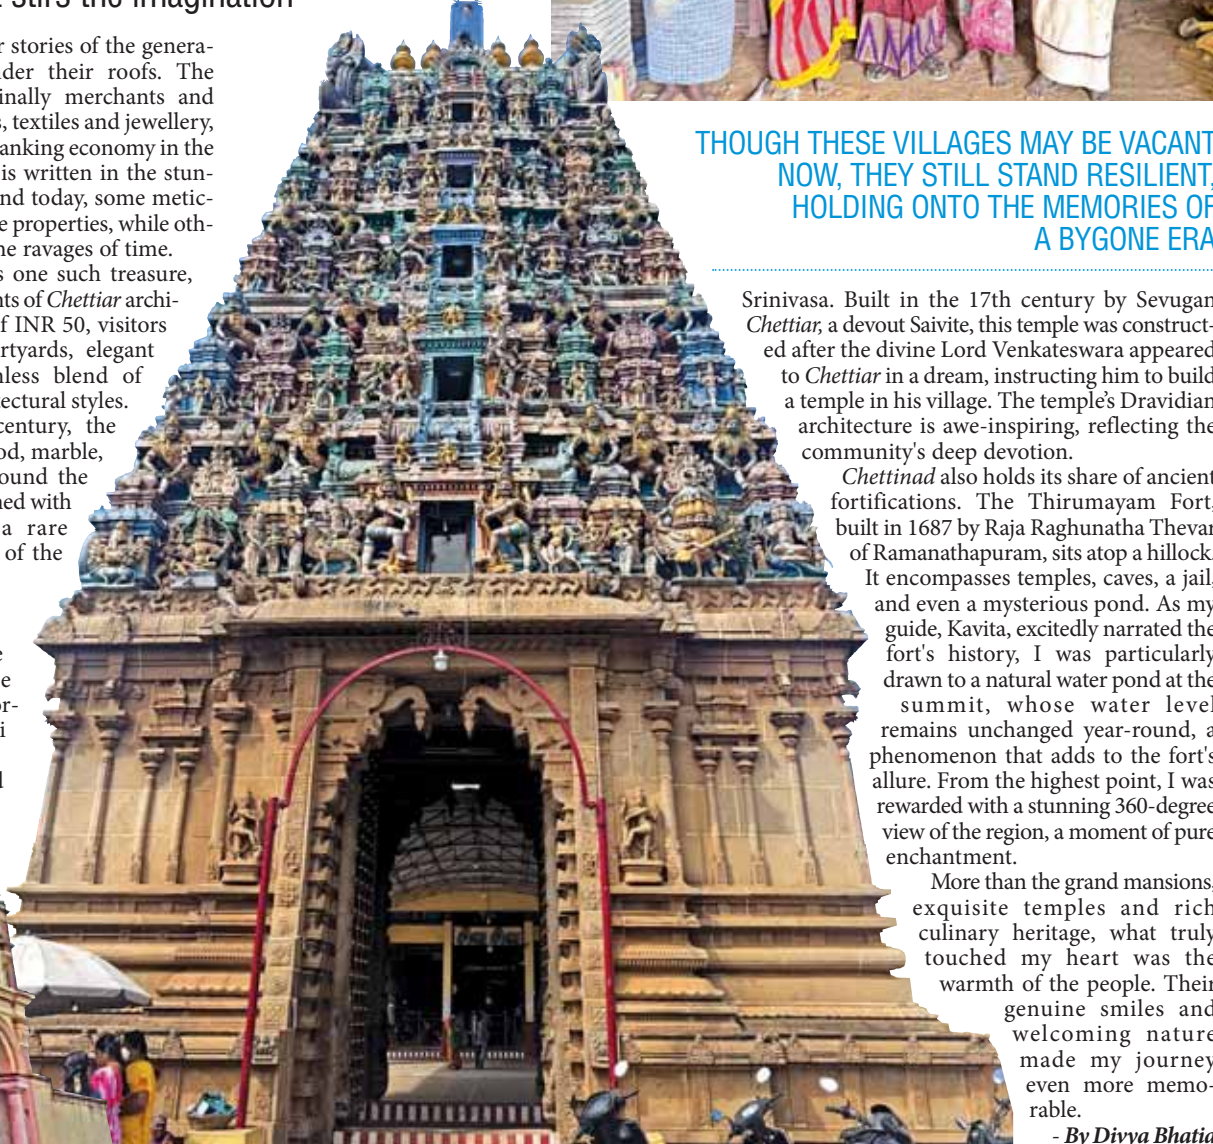 stirs the imagination
r stories of the genera-
der their roofs. The
inally merchants and
s, textiles and jewellery,
anking economy in the
is written in the stun-
nd today, some metic-
e properties, while oth-
ne ravages of time.
s one such treasure,
nts of Chettiar archi-
f INR 50, visitors
rtyards, elegant
nless blend of
tectural styles.
century, the
od, marble,
ound the
ned with
a rare
of the
e
e
or-
i
THOUGH THESE VILLAGES MAY BE VACANT
NOW, THEY STILL STAND RESILIENT,
HOLDING ONTO THE MEMORIES OF
A BYGONE ERA
Srinivasa. Built in the 17th century by Sevugan
Chettiar, a devout Saivite, this temple was construct-
ed after the divine Lord Venkateswara appeared
to Chettiar in a dream, instructing him to build
a temple in his village. The temple's Dravidian
architecture is awe-inspiring, reflecting the
community's deep devotion.
Chettinad also holds its share of ancient
fortifications. The Thirumayam Fort,
built in 1687 by Raja Raghunatha Thevar
of Ramanathapuram, sits atop a hillock.
It encompasses temples, caves, a jail,
and even a mysterious pond. As my
guide, Kavita, excitedly narrated the
fort's history, I was particularly
drawn to a natural water pond at the
summit, whose water level
remains unchanged year-round, a
phenomenon that adds to the fort's
allure. From the highest point, I was
rewarded with a stunning 360-degree
view of the region, a moment of pure
enchantment.
More than the grand mansions,
exquisite temples and rich
culinary heritage, what truly
touched my heart was the
warmth of the people. Their
genuine smiles and
welcoming nature
made my journey
even more memo-
rable.
- By Divya Bhatia